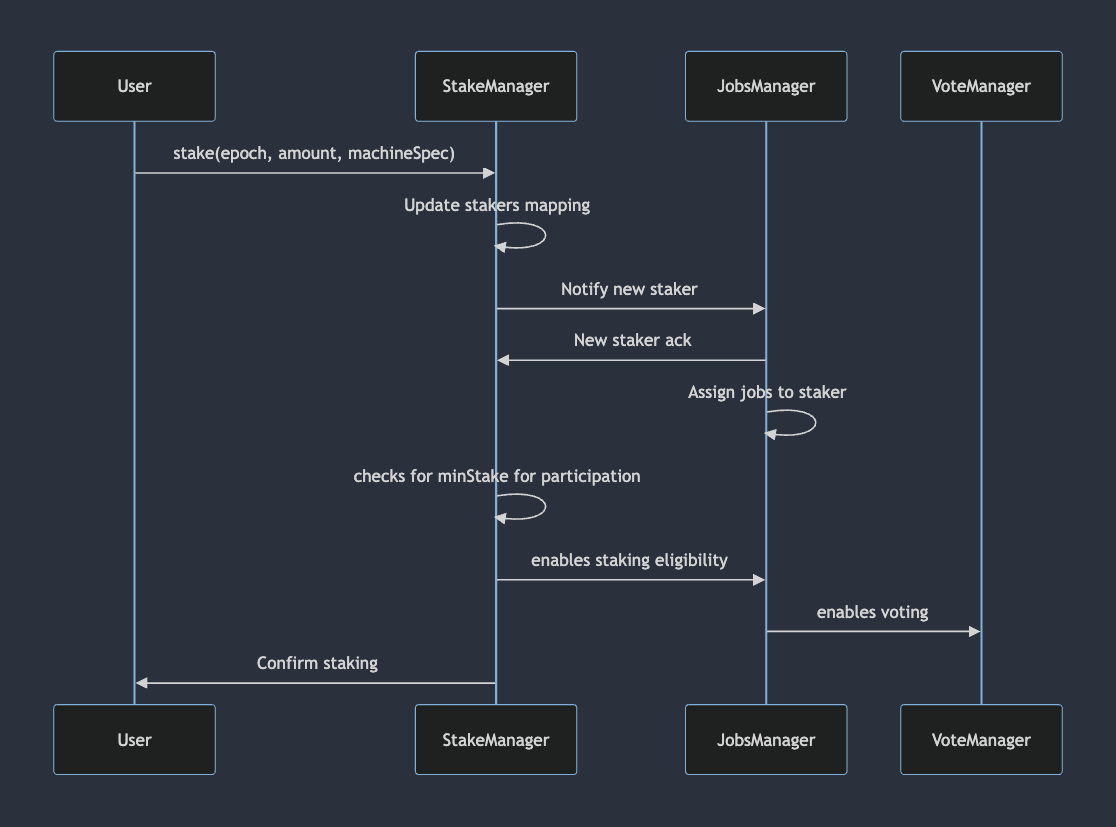 User
StakeManager
JobsManager
VoteManager
stake(epoch, amount, machineSpec)
Update stakers mapping
Notify new staker
New staker ack
Assign jobs to staker
checks for minStake for participation
enables staking eligibility
enables voting
Confirm staking
User
StakeManager
JobsManager
VoteManager